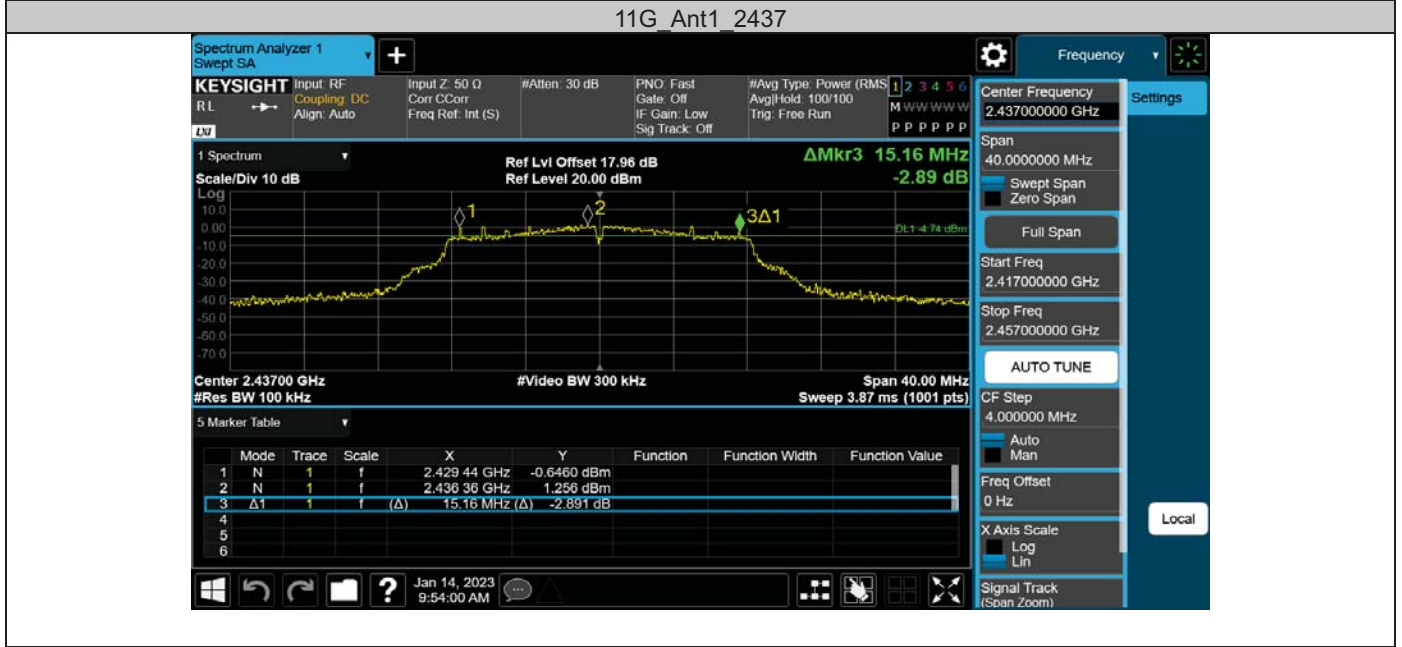 11G_Ant1_2437
Spectrum Analyzer 1
Swept SA
+
Frequency
KEYSIGHT
RL
LXI
Input: RF
Coupling: DC
Align: Auto
Input Z: 50 Ω
Corr CCorr
Freq Ref: Int (S)
#Atten: 30 dB
PNO: Fast
Gate: Off
IF Gain: Low
Sig Track: Off
#Avg Type: Power (RMS
Avg|Hold: 100/100
Trig: Free Run
1 2 3 4 5 6
M W W W W W
P P P P P P
1 Spectrum
Scale/Div 10 dB
Ref Lvl Offset 17.96 dB
Ref Level 20.00 dBm
ΔMkr3 15.16 MHz
-2.89 dB
Log
10.0
0.00
-10.0
-20.0
-30.0
-40.0
-50.0
-60.0
-70.0
1
2
3Δ1
DL1 -4.74 dBm
Center 2.43700 GHz
#Video BW 300 kHz
Span 40.00 MHz
#Res BW 100 kHz
Sweep 3.87 ms (1001 pts)
5 Marker Table
Mode Trace Scale X Y Function Function Width Function Value
1 N 1 f 2.429 44 GHz -0.6460 dBm
2 N 1 f 2.436 36 GHz 1.256 dBm
3 Δ1 1 f (Δ) 15.16 MHz (Δ) -2.891 dB
4
5
6
?
Jan 14, 2023
9:54:00 AM
Center Frequency
2.437000000 GHz
Settings
Span
40.0000000 MHz
Swept Span
Zero Span
Full Span
Start Freq
2.417000000 GHz
Stop Freq
2.457000000 GHz
AUTO TUNE
CF Step
4.000000 MHz
Auto
Man
Freq Offset
0 Hz
X Axis Scale
Log
Lin
Local
Signal Track
(Span Zoom)